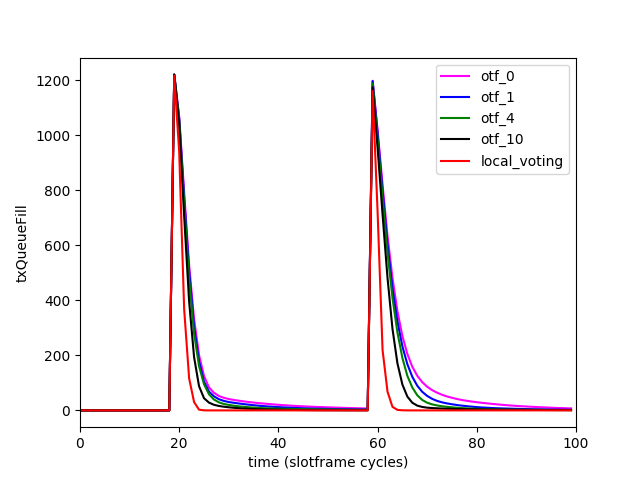 1200
1000
800
600
400
200
0
txQueueFill
0 20 40 60 80 100
time (slotframe cycles)
otf_0
otf_1
otf_4
otf_10
local_voting